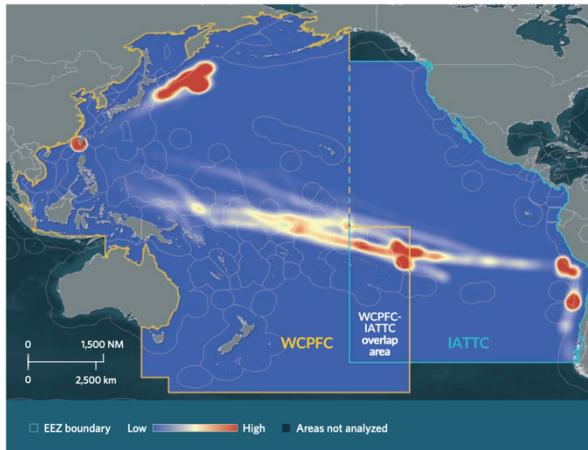 WCPFC
WCPFC-
IATTC
overlap
area
IATTC
0 1,500 NM
0 2,500 km
EEZ boundary Low High Areas not analyzed